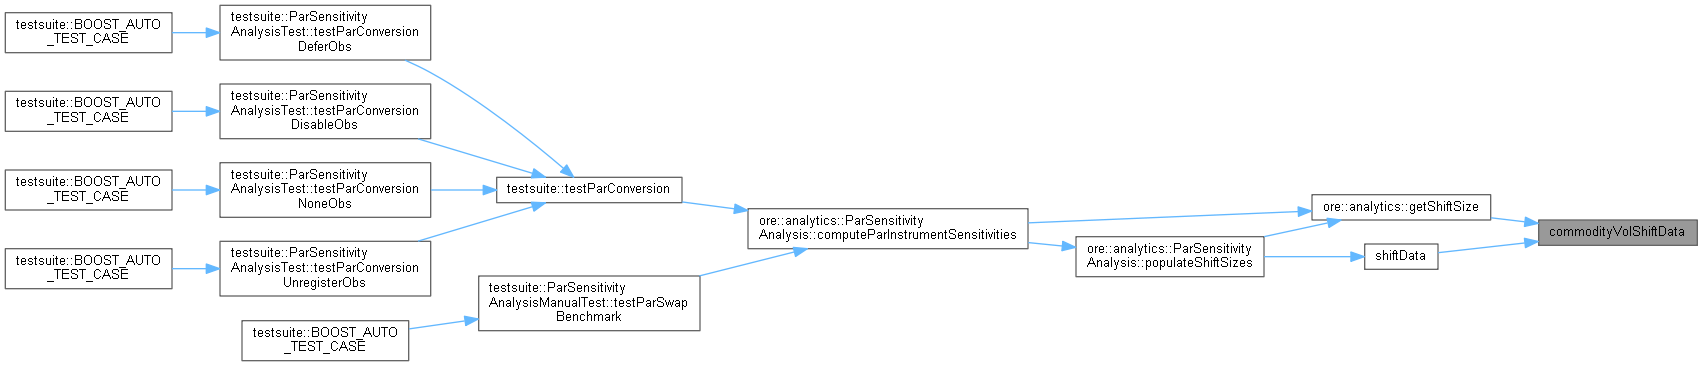 testsuite::BOOST_AUTO
_TEST_CASE
testsuite::ParSensitivity
AnalysisTest::testParConversion
DeferObs
testsuite::BOOST_AUTO
_TEST_CASE
testsuite::ParSensitivity
AnalysisTest::testParConversion
DisableObs
testsuite::BOOST_AUTO
_TEST_CASE
testsuite::ParSensitivity
AnalysisTest::testParConversion
NoneObs
testsuite::BOOST_AUTO
_TEST_CASE
testsuite::ParSensitivity
AnalysisTest::testParConversion
UnregisterObs
testsuite::BOOST_AUTO
_TEST_CASE
testsuite::ParSensitivity
AnalysisManualTest::testParSwap
Benchmark
testsuite::testParConversion
ore::analytics::ParSensitivity
Analysis::computeParInstrumentSensitivities
ore::analytics::ParSensitivity
Analysis::populateShiftSizes
ore::analytics::getShiftSize
shiftData
commodityVolShiftData